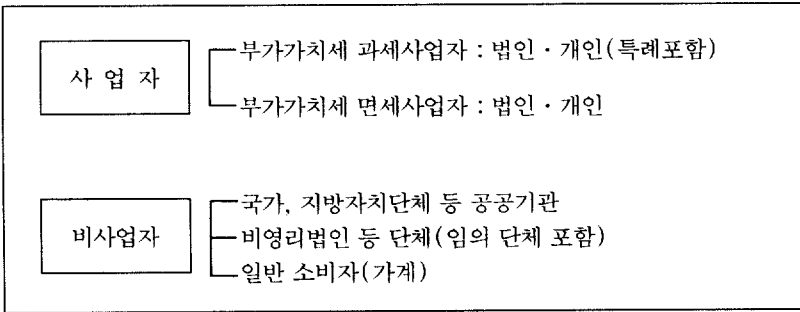 사 업 자
부가가치세 과세사업자 : 법인 · 개인(특례포함)
부가가치세 면세사업자 : 법인 · 개인
비사업자
국가, 지방자치단체 등 공공기관
비영리법인 등 단체(임의 단체 포함)
일반 소비자(가계)